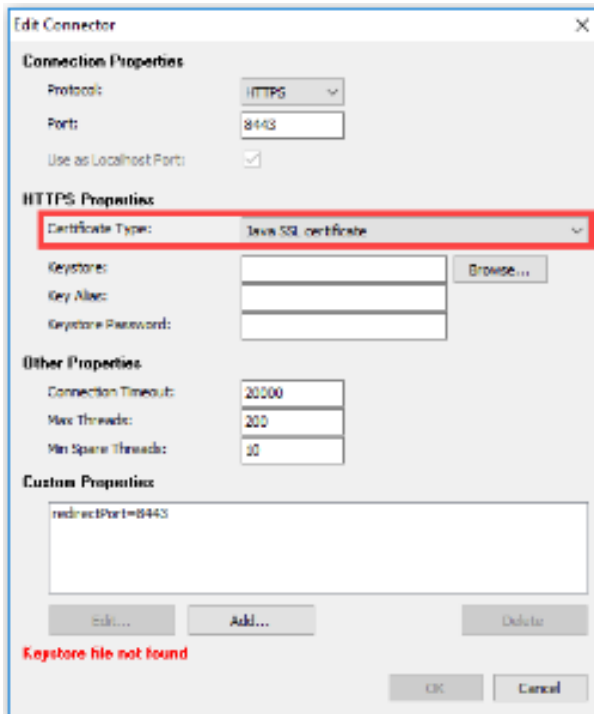 Edit Connector
Connection Properties
Protocol: HTTPS
Port: 8443
Use as Localhost Port:
HTTPS Properties
Certificate Type: Java SSL certificate
Keystore: Browse...
Key Alias:
Keystore Password:
Other Properties
Connection Timeout: 20000
Max Threads: 200
Min Spare Threads: 10
Custom Properties
redirectPort=8443
Edit... Add... Delete
Keystore file not found
OK Cancel